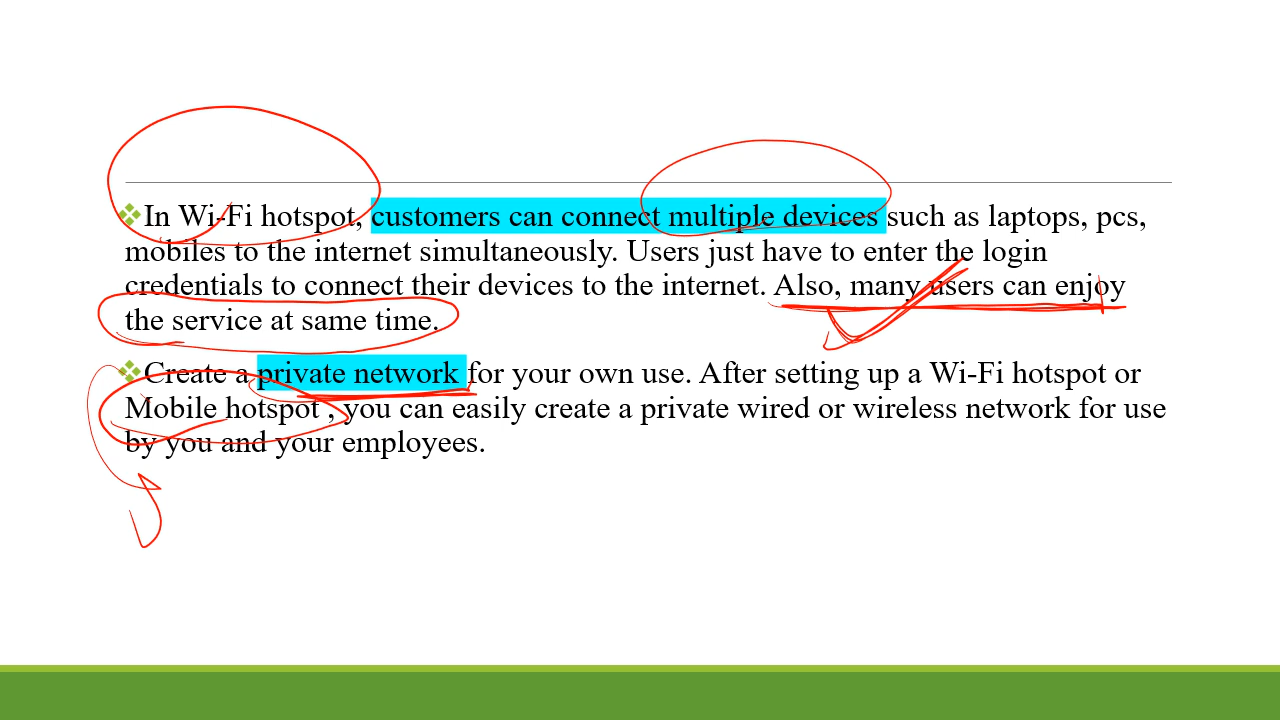 In Wi-Fi hotspot, customers can connect multiple devices such as laptops, pcs,
mobiles to the internet simultaneously. Users just have to enter the login
credentials to connect their devices to the internet. Also, many users can enjoy
the service at same time.
Create a private network for your own use. After setting up a Wi-Fi hotspot or
Mobile hotspot , you can easily create a private wired or wireless network for use
by you and your employees.